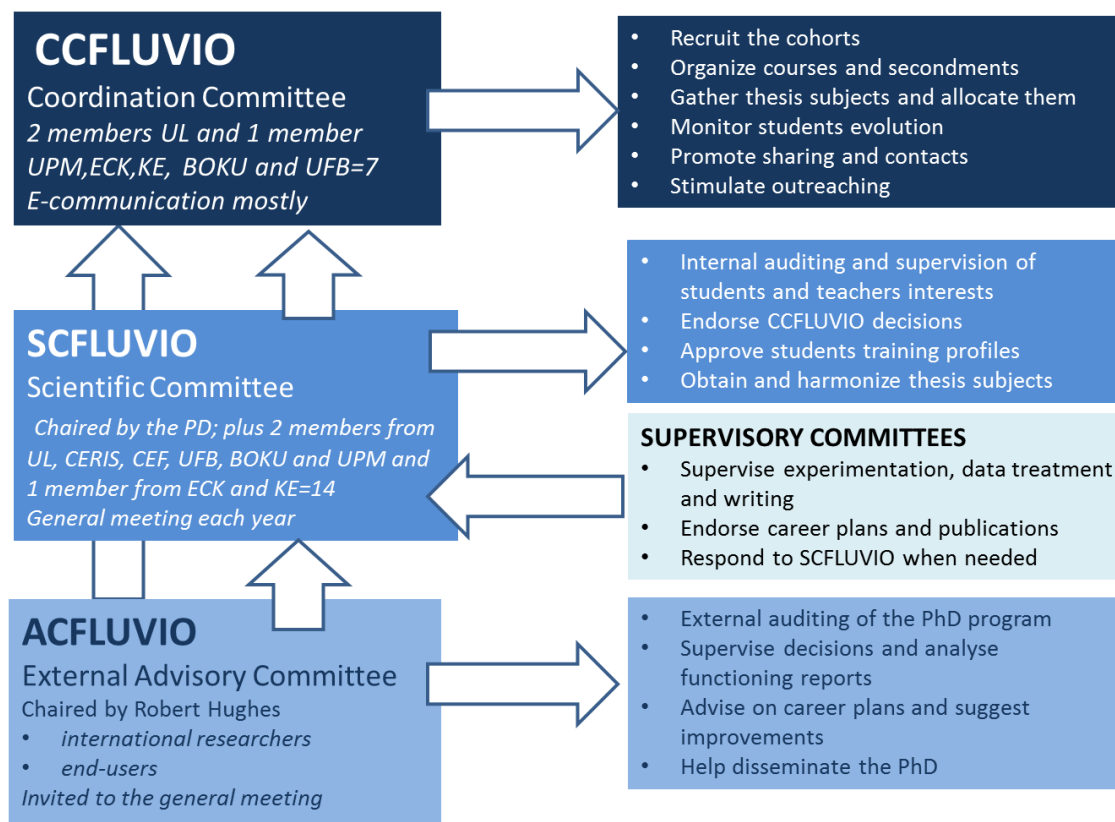 CCFLUVIO
Coordination Committee
2 members UL and 1 member
UPM,ECK,KE, BOKU and UFB=7
E-communication mostly
• Recruit the cohorts
• Organize courses and secondments
• Gather thesis subjects and allocate them
• Monitor students evolution
• Promote sharing and contacts
• Stimulate outreaching
SCFLUVIO
Scientific Committee
Chaired by the PD; plus 2 members from
UL, CERIS, CEF, UFB, BOKU and UPM and
1 member from ECK and KE=14
General meeting each year
• Internal auditing and supervision of
students and teachers interests
• Endorse CCFLUVIO decisions
• Approve students training profiles
• Obtain and harmonize thesis subjects
SUPERVISORY COMMITTEES
• Supervise experimentation, data treatment
and writing
• Endorse career plans and publications
• Respond to SCFLUVIO when needed
ACFLUVIO
External Advisory Committee
Chaired by Robert Hughes
• international researchers
• end-users
Invited to the general meeting
• External auditing of the PhD program
• Supervise decisions and analyse
functioning reports
• Advise on career plans and suggest
improvements
• Help disseminate the PhD